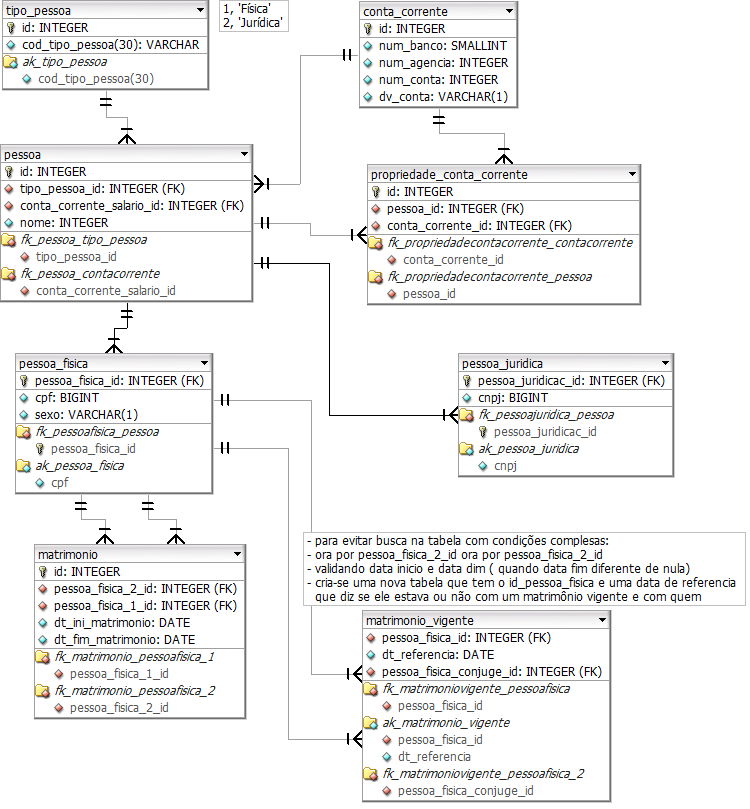 tipo_pessoa
id: INTEGER
cod_tipo_pessoa(30): VARCHAR
ak_tipo_pessoa
cod_tipo_pessoa(30)
1, 'Física'
2, 'Jurídica'
conta_corrente
id: INTEGER
num_banco: SMALLINT
num_agencia: INTEGER
num_conta: INTEGER
dv_conta: VARCHAR(1)
pessoa
id: INTEGER
tipo_pessoa_id: INTEGER (FK)
conta_corrente_salario_id: INTEGER (FK)
nome: INTEGER
fk_pessoa_tipo_pessoa
tipo_pessoa_id
fk_pessoa_contacorrente
conta_corrente_salario_id
propriedade_conta_corrente
id: INTEGER
pessoa_id: INTEGER (FK)
conta_corrente_id: INTEGER (FK)
fk_propriedadecontacorrente_contacorrente
conta_corrente_id
fk_propriedadecontacorrente_pessoa
pessoa_id
pessoa_fisica
pessoa_fisica_id: INTEGER (FK)
cpf: BIGINT
sexo: VARCHAR(1)
fk_pessoafisica_pessoa
pessoa_fisica_id
ak_pessoa_fisica
cpf
pessoa_juridica
pessoa_juridicac_id: INTEGER (FK)
cnpj: BIGINT
fk_pessoajuridica_pessoa
pessoa_juridicac_id
ak_pessoa_juridica
cnpj
- para evitar busca na tabela com condições complesas:
- ora por pessoa_fisica_2_id ora por pessoa_fisica_2_id
- validando data inicio e data dim ( quando data fim diferente de nula)
- cria-se uma nova tabela que tem o id_pessoa_fisica e uma data de referencia
que diz se ele estava ou não com um matrimônio vigente e com quem
matrimonio
id: INTEGER
pessoa_fisica_2_id: INTEGER (FK)
pessoa_fisica_1_id: INTEGER (FK)
dt_ini_matrimonio: DATE
dt_fim_matrimonio: DATE
fk_matrimonio_pessoafisica_1
pessoa_fisica_1_id
fk_matrimonio_pessoafisica_2
pessoa_fisica_2_id
matrimonio_vigente
pessoa_fisica_id: INTEGER (FK)
dt_referencia: DATE
pessoa_fisica_conjuge_id: INTEGER (FK)
fk_matrimoniovigente_pessoafisica
pessoa_fisica_id
ak_matrimonio_vigente
pessoa_fisica_id
dt_referencia
fk_matrimoniovigente_pessoafisica_2
pessoa_fisica_conjuge_id